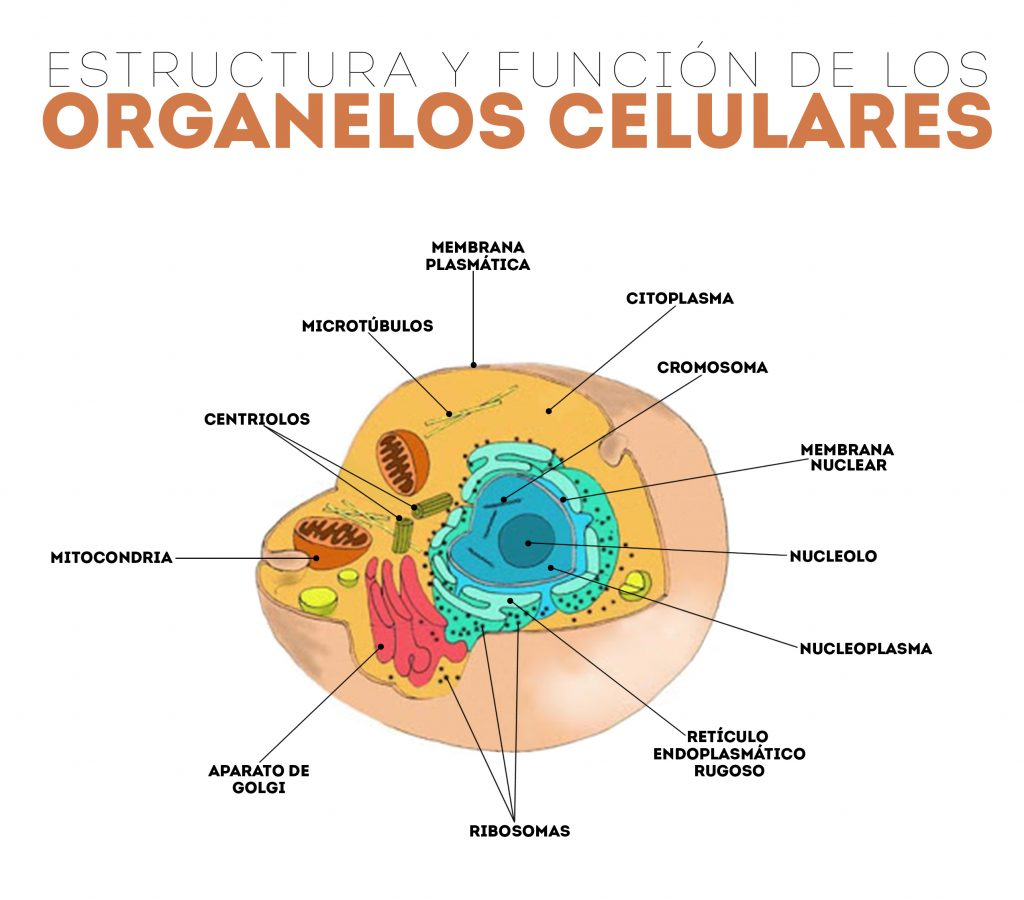 ESTRUCTURA Y FUNCIÓN DE LOS
ORGANELOS CELULARES
MEMBRANA
PLASMÁTICA
CITOPLASMA
MICROTÚBULOS
CROMOSOMA
CENTRIOLOS
MEMBRANA
NUCLEAR
MITOCONDRIA
NUCLEOLO
NUCLEOPLASMA
RETÍCULO
ENDOPLASMÁTICO
RUGOSO
APARATO DE
GOLGI
RIBOSOMAS